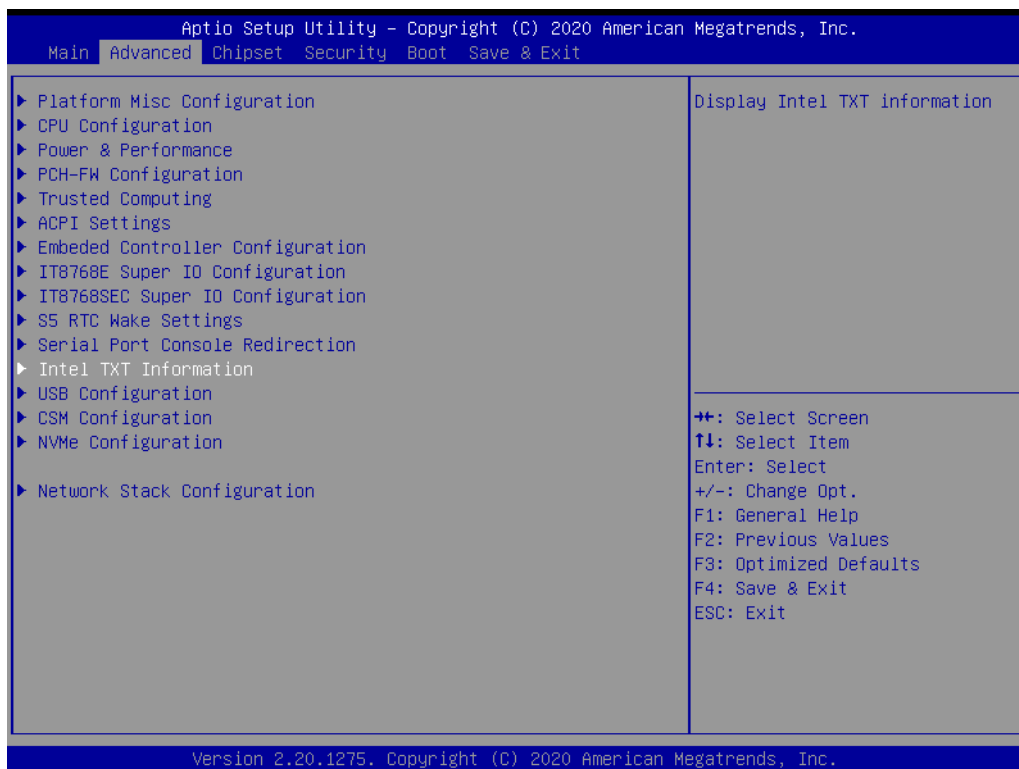 Aptio Setup Utility – Copyright (C) 2020 American Megatrends, Inc.
Main Advanced Chipset Security Boot Save & Exit
▶ Platform Misc Configuration
▶ CPU Configuration
▶ Power & Performance
▶ PCH-FW Configuration
▶ Trusted Computing
▶ ACPI Settings
▶ Embeded Controller Configuration
▶ IT8768E Super IO Configuration
▶ IT8768SEC Super IO Configuration
▶ S5 RTC Wake Settings
▶ Serial Port Console Redirection
▶ Intel TXT Information
▶ USB Configuration
▶ CSM Configuration
▶ NVMe Configuration
▶ Network Stack Configuration
Display Intel TXT information
→←: Select Screen
↑↓: Select Item
Enter: Select
+/-: Change Opt.
F1: General Help
F2: Previous Values
F3: Optimized Defaults
F4: Save & Exit
ESC: Exit
Version 2.20.1275. Copyright (C) 2020 American Megatrends, Inc.